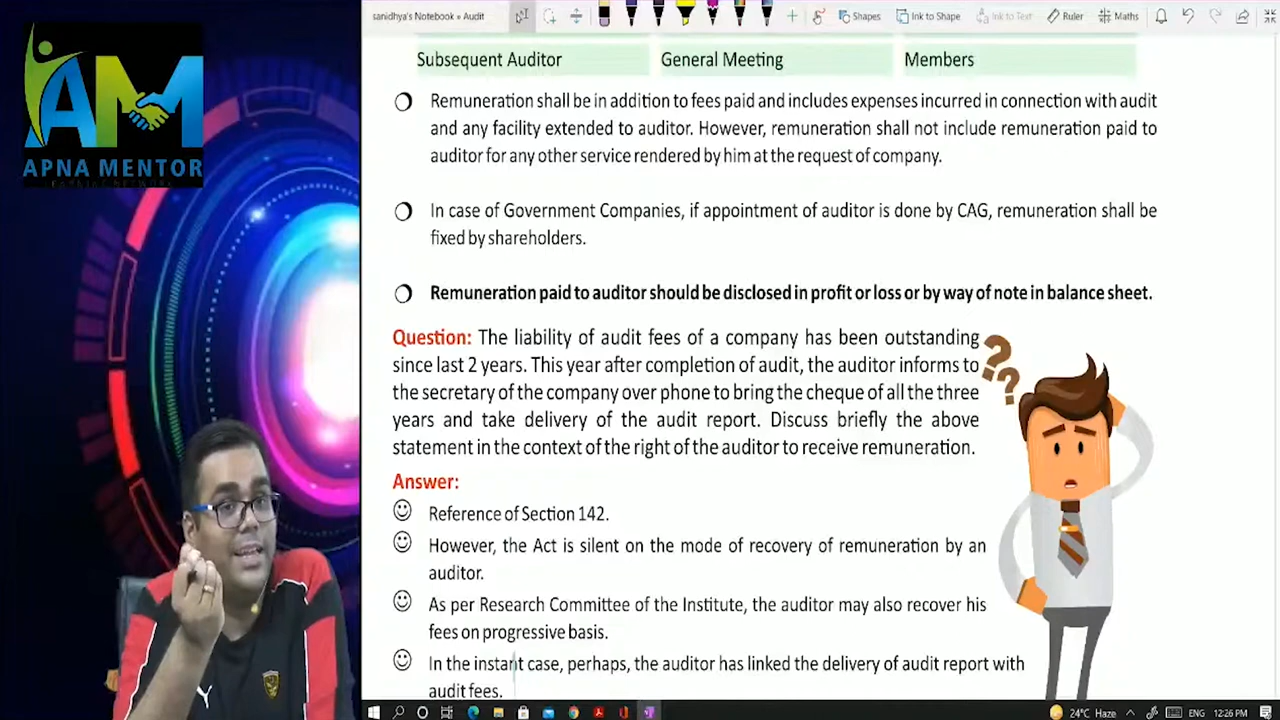 sanidhya's Notebook » Audit
Shapes
Ink to Shape
Ink to Text
Ruler
Maths
AM
APNA MENTOR
Subsequent Auditor General Meeting Members
Remuneration shall be in addition to fees paid and includes expenses incurred in connection with audit
and any facility extended to auditor. However, remuneration shall not include remuneration paid to
auditor for any other service rendered by him at the request of company.
In case of Government Companies, if appointment of auditor is done by CAG, remuneration shall be
fixed by shareholders.
Remuneration paid to auditor should be disclosed in profit or loss or by way of note in balance sheet.
Question: The liability of audit fees of a company has been outstanding
since last 2 years. This year after completion of audit, the auditor informs to
the secretary of the company over phone to bring the cheque of all the three
years and take delivery of the audit report. Discuss briefly the above
statement in the context of the right of the auditor to receive remuneration.
???
Answer:
Reference of Section 142.
However, the Act is silent on the mode of recovery of remuneration by an
auditor.
As per Research Committee of the Institute, the auditor may also recover his
fees on progressive basis.
In the instant case, perhaps, the auditor has linked the delivery of audit report with
audit fees.
24°C Haze
ENG
12:26 PM